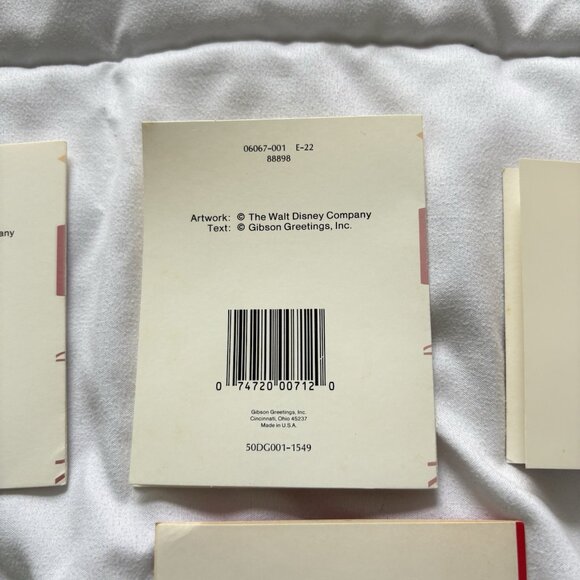 06067-001 E-22
88898
any
Artwork: © The Walt Disney Company
Text: © Gibson Greetings, Inc.
0 74720 00712 0
Gibson Greetings, Inc.
Cincinnati, Ohio 45237
Made in U.S.A.
50DG001-1549